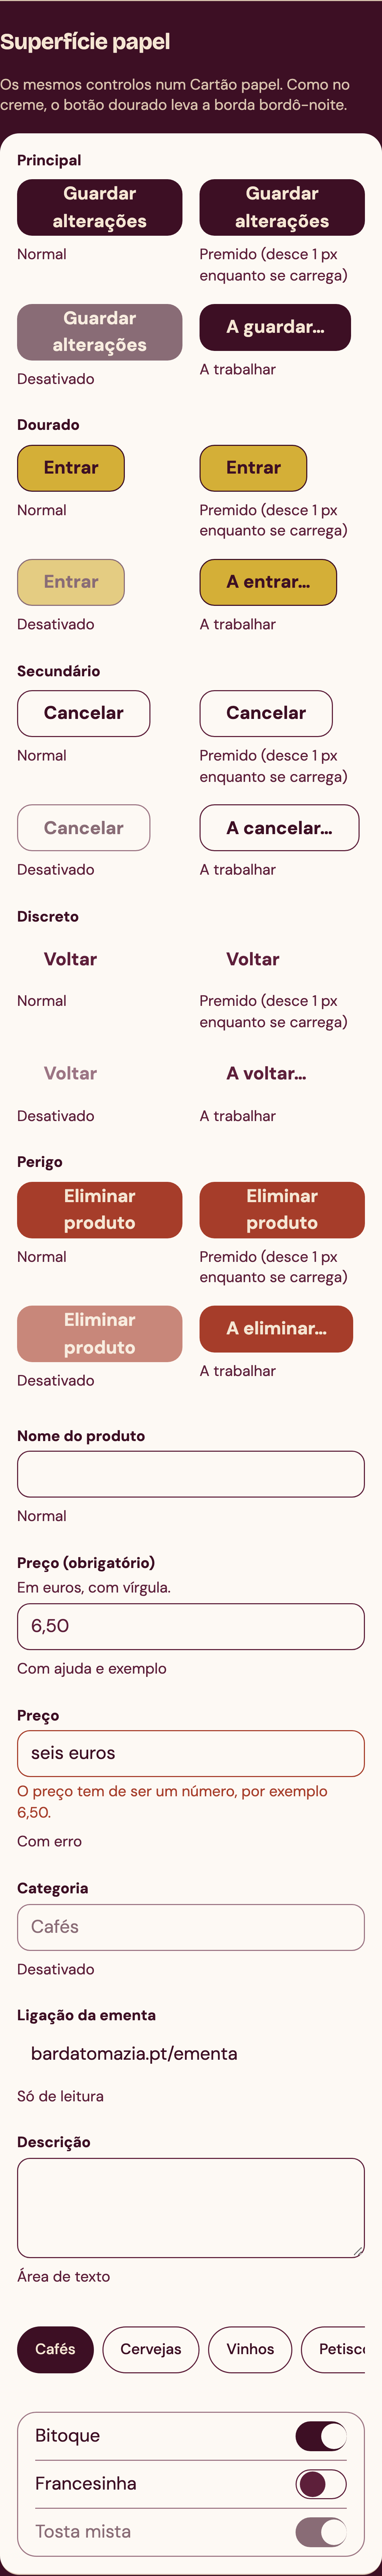 Superfície papel
Os mesmos controlos num Cartão papel. Como no
creme, o botão dourado leva a borda bordô-noite.
Principal
Guardar
alterações
Normal
Guardar
alterações
Premido (desce 1 px
enquanto se carrega)
Guardar
alterações
Desativado
A guardar…
A trabalhar
Dourado
Entrar
Normal
Entrar
Premido (desce 1 px
enquanto se carrega)
Entrar
Desativado
A entrar…
A trabalhar
Secundário
Cancelar
Normal
Cancelar
Premido (desce 1 px
enquanto se carrega)
Cancelar
Desativado
A cancelar…
A trabalhar
Discreto
Voltar
Normal
Voltar
Premido (desce 1 px
enquanto se carrega)
Voltar
Desativado
A voltar…
A trabalhar
Perigo
Eliminar
produto
Normal
Eliminar
produto
Premido (desce 1 px
enquanto se carrega)
Eliminar
produto
Desativado
A eliminar…
A trabalhar
Nome do produto
Normal
Preço (obrigatório)
Em euros, com vírgula.
6,50
Com ajuda e exemplo
Preço
seis euros
O preço tem de ser um número, por exemplo
6,50.
Com erro
Categoria
Cafés
Desativado
Ligação da ementa
bardatomazia.pt/ementa
Só de leitura
Descrição
Área de texto
Cafés
Cervejas
Vinhos
Petisc
Bitoque
Francesinha
Tosta mista